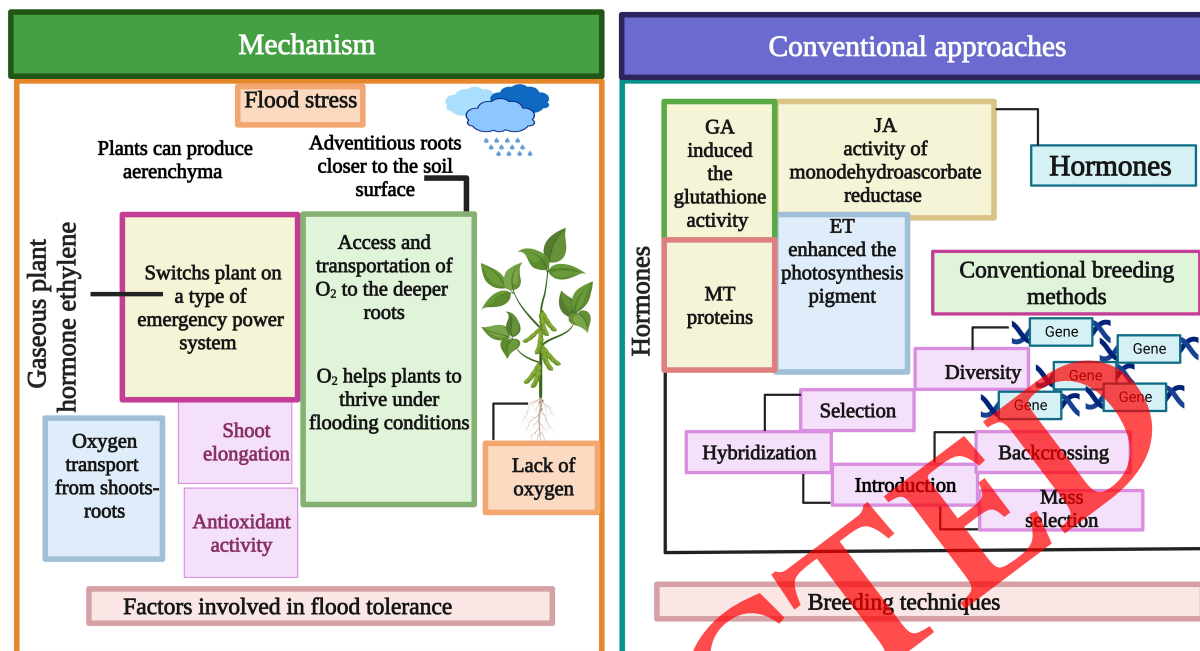 Mechanism
Flood stress
Plants can produce
aerenchyma
Adventitious roots
closer to the soil
surface
Gaseous plant
hormone ethylene
Switchs plant on
a type of
emergency power
system
Access and
transportation of
O₂ to the deeper
roots
O₂ helps plants to
thrive under
flooding conditions
Oxygen
transport
from shoots-
roots
Shoot
elongation
Antioxidant
activity
Lack of
oxygen
Factors involved in flood tolerance
Conventional approaches
Hormones
GA
induced
the
glutathione
activity
JA
activity of
monodehydroascorbate
reductase
Hormones
MT
proteins
ET
enhanced the
photosynthesis
pigment
Conventional breeding
methods
Gene
Gene
Gene
Gene
Gene
Diversity
Selection
Hybridization
Introduction
Backcrossing
Mass
selection
Breeding techniques
CTED